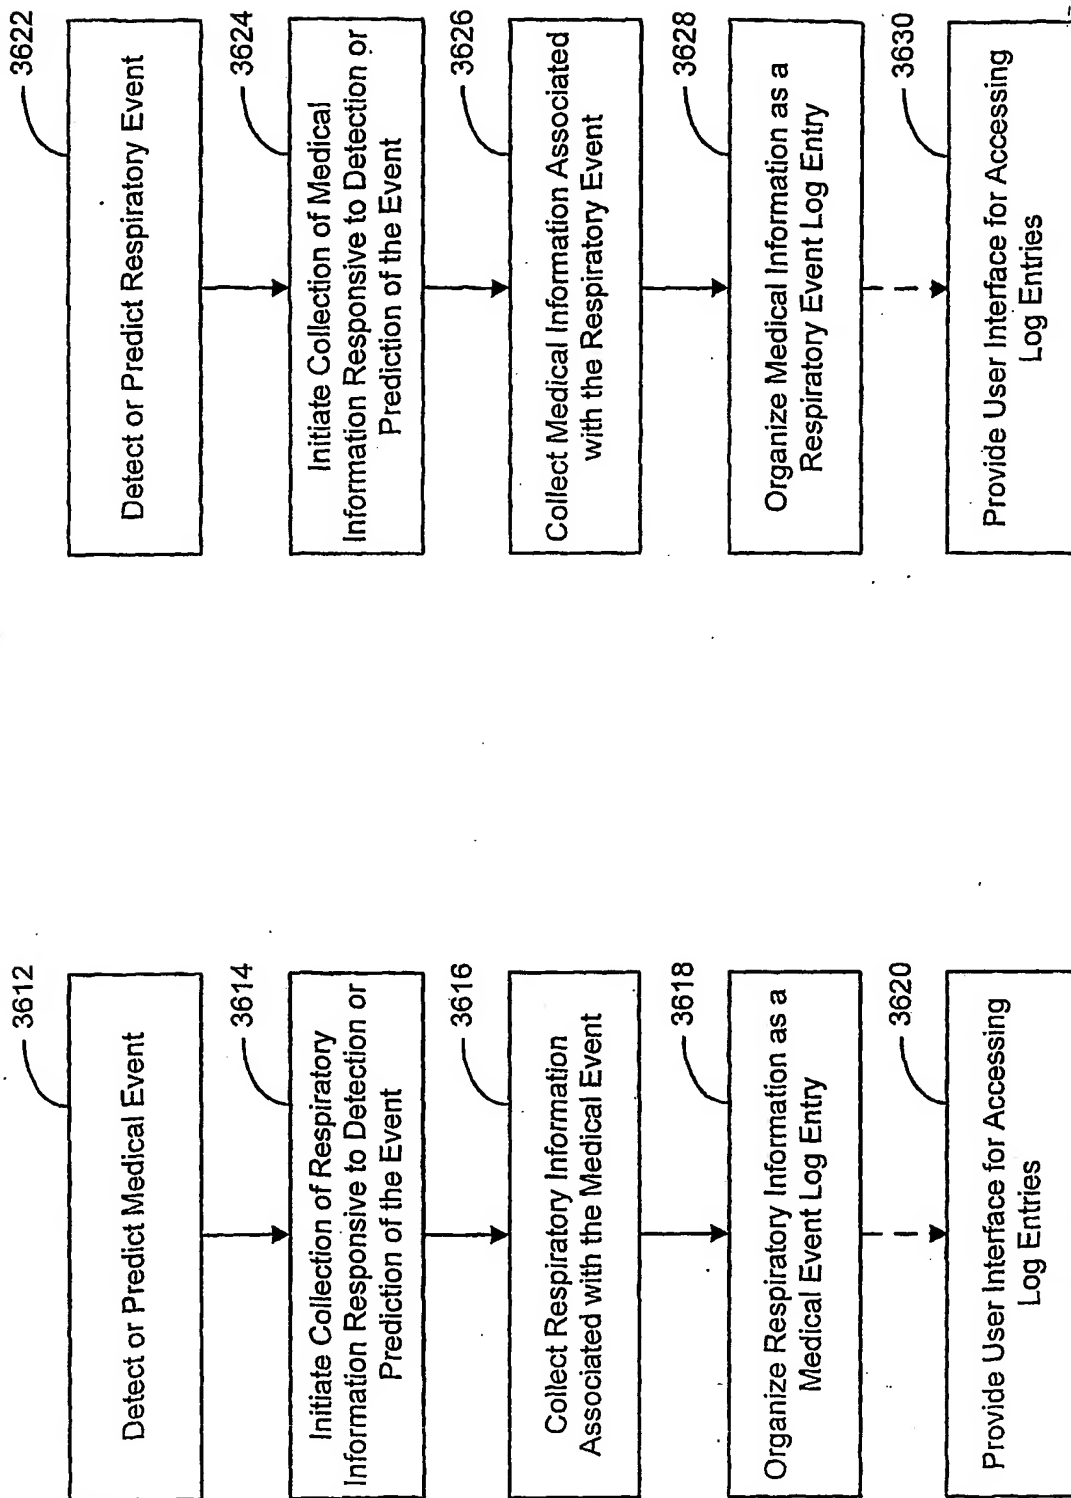 3612
Detect or Predict Medical Event
3614
Initiate Collection of Respiratory
Information Responsive to Detection or
Prediction of the Event
3616
Collect Respiratory Information
Associated with the Medical Event
3618
Organize Respiratory Information as a
Medical Event Log Entry
3620
Provide User Interface for Accessing
Log Entries
3622
Detect or Predict Respiratory Event
3624
Initiate Collection of Medical
Information Responsive to Detection or
Prediction of the Event
3626
Collect Medical Information Associated
with the Respiratory Event
3628
Organize Medical Information as a
Respiratory Event Log Entry
3630
Provide User Interface for Accessing
Log Entries